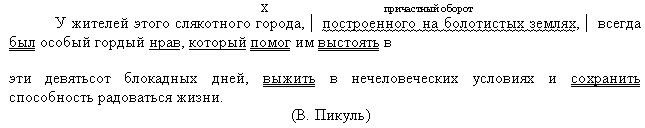 Х причастный оборот
У жителей этого слякотного города, | построенного на болотистых землях, | всегда
был особый гордый нрав, который помог им выстоять в
эти девятьсот блокадных дней, выжить в нечеловеческих условиях и сохранить
способность радоваться жизни.
(В. Пикуль)